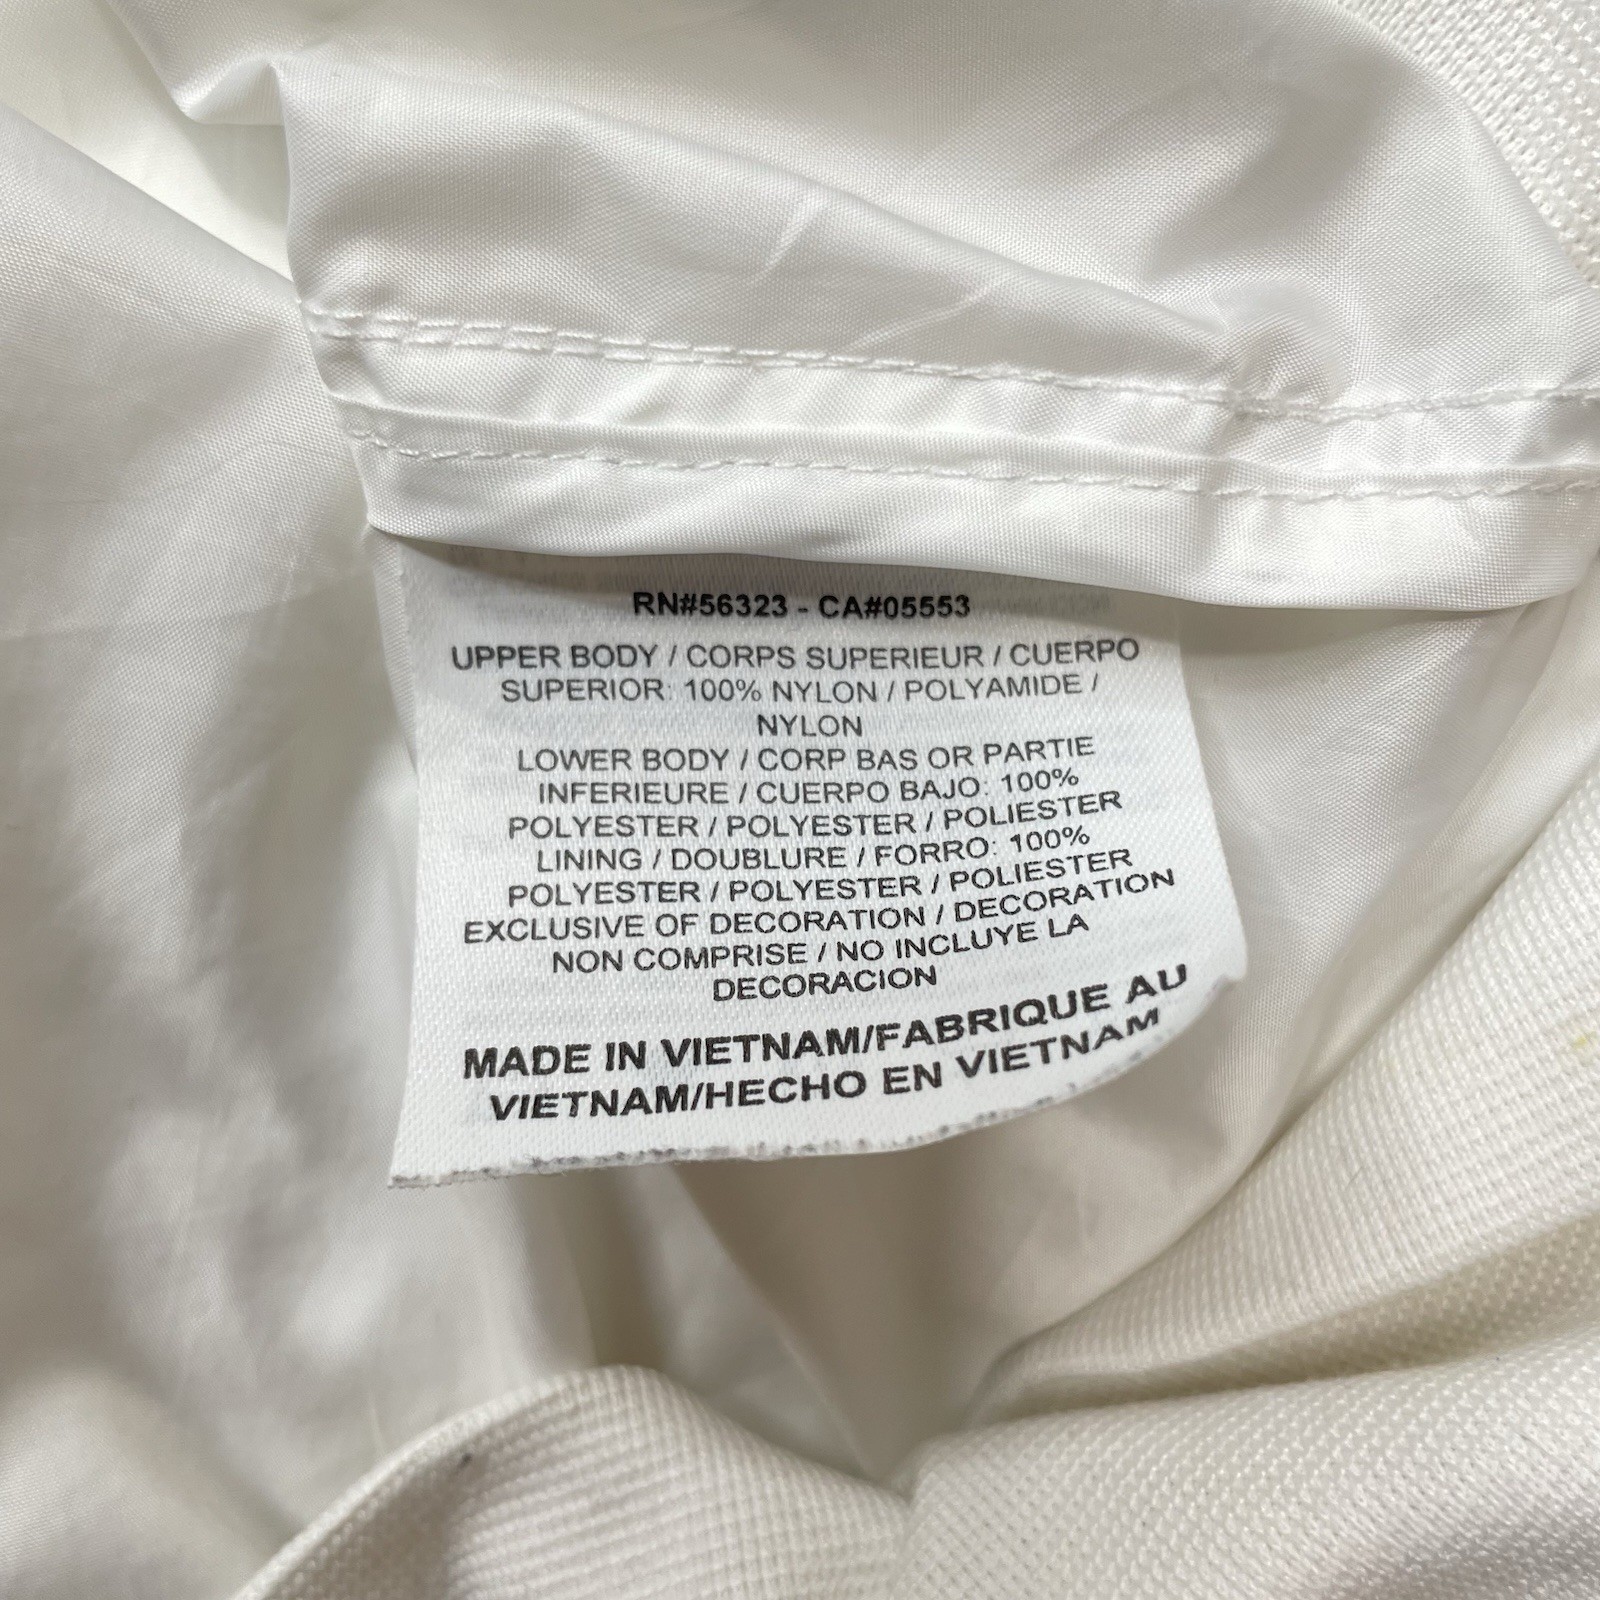 RN#56323 - CA#05553
UPPER BODY / CORPS SUPERIEUR / CUERPO
SUPERIOR: 100% NYLON / POLYAMIDE /
NYLON
LOWER BODY / CORP BAS OR PARTIE
INFERIEURE / CUERPO BAJO: 100%
POLYESTER / POLYESTER / POLIESTER
LINING / DOUBLURE / FORRO: 100%
POLYESTER / POLYESTER / POLIESTER
EXCLUSIVE OF DECORATION / DECORATION
NON COMPRISE / NO INCLUYE LA
DECORACION
MADE IN VIETNAM/FABRIQUE AU
VIETNAM/HECHO EN VIETNAM